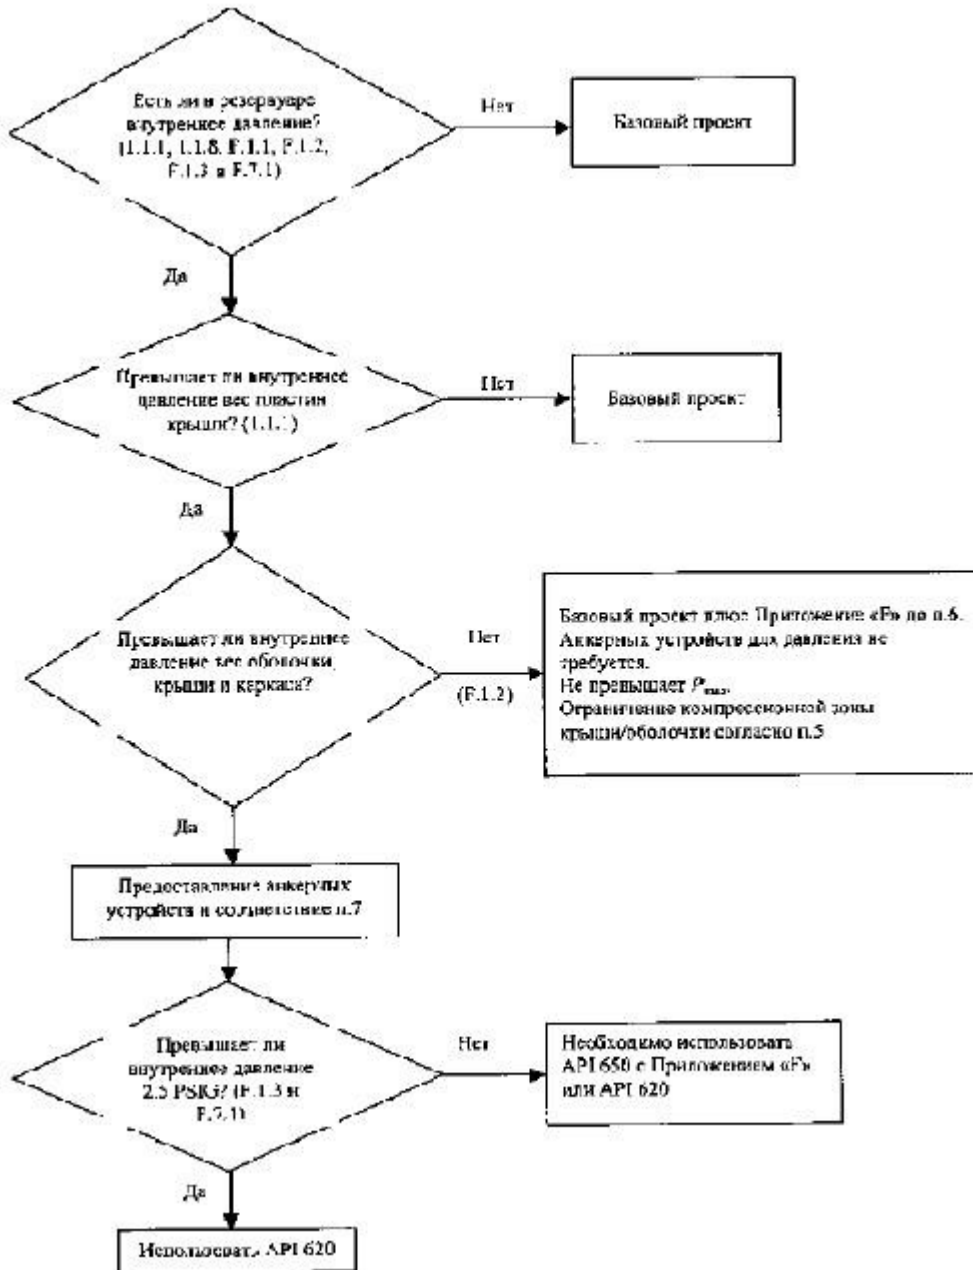 Есть ли в резервуаре
внутреннее давление?
(1.1.1, 1.1.8, F.1.1, F.1.2,
F.1.3 и F.7.1)
Нет
Базовый проект
Да
Превышает ли внутреннее
давление вес пластин
крыши? (1.1.1)
Нет
Базовый проект
Да
Превышает ли внутреннее
давление вес оболочки,
крыши и каркаса?
Нет
(F.1.2)
Базовый проект плюс Приложение «F» до п.6.
Анкерных устройств для давления не
требуется.
Не превышает Pmax.
Ограничение компрессионной зоны
крыши/оболочки согласно п.5
Да
Предоставление анкерных
устройств и соответствие п.7
Превышает ли
внутреннее давление
2.5 PSIG? (F.1.3 и
F.7.1)
Нет
Необходимо использовать
API 650 с Приложением «F»
или API 620
Да
Использовать API 620